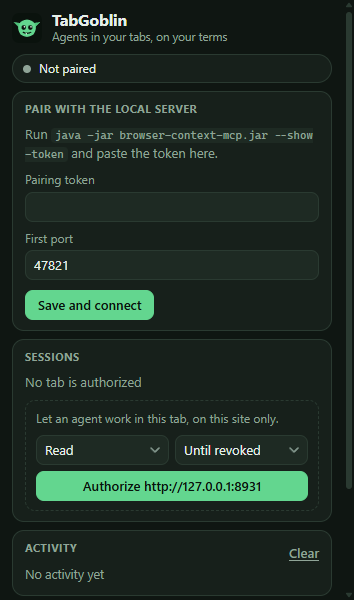 TabGoblin
Agents in your tabs, on your terms
Not paired
PAIR WITH THE LOCAL SERVER
Run java -jar browser-context-mcp.jar --show
-token and paste the token here.
Pairing token
First port
47821
Save and connect
SESSIONS
No tab is authorized
Let an agent work in this tab, on this site only.
Read Until revoked
Authorize http://127.0.0.1:8931
ACTIVITY Clear
No activity yet